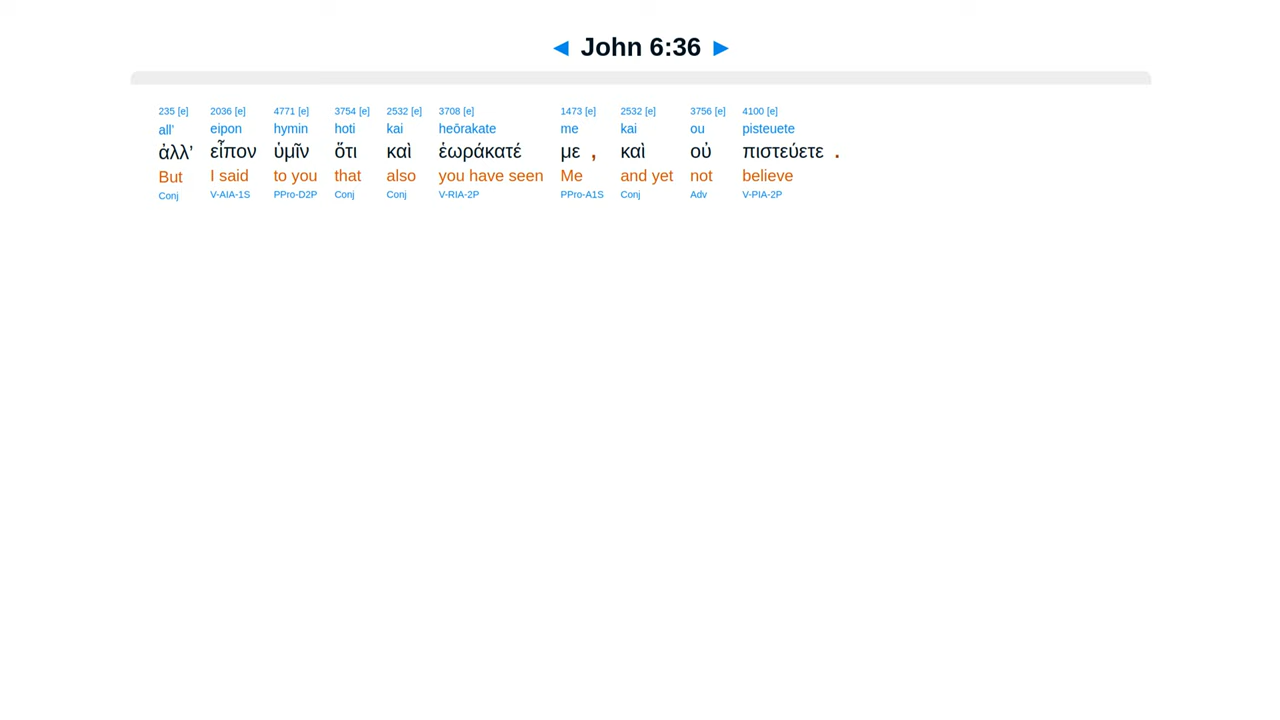 ◄ John 6:36 ►
235 [e] 2036 [e] 4771 [e] 3754 [e] 2532 [e] 3708 [e] 1473 [e] 2532 [e] 3756 [e] 4100 [e]
all’ eipon hymin hoti kai heōrakate me kai ou pisteuete
ἀλλ’ εἶπον ὑμῖν ὅτι καὶ ἑωράκατέ με , καὶ οὐ πιστεύετε .
But I said to you that also you have seen Me and yet not believe
Conj V-AIA-1S PPro-D2P Conj Conj V-RIA-2P PPro-A1S Conj Adv V-PIA-2P